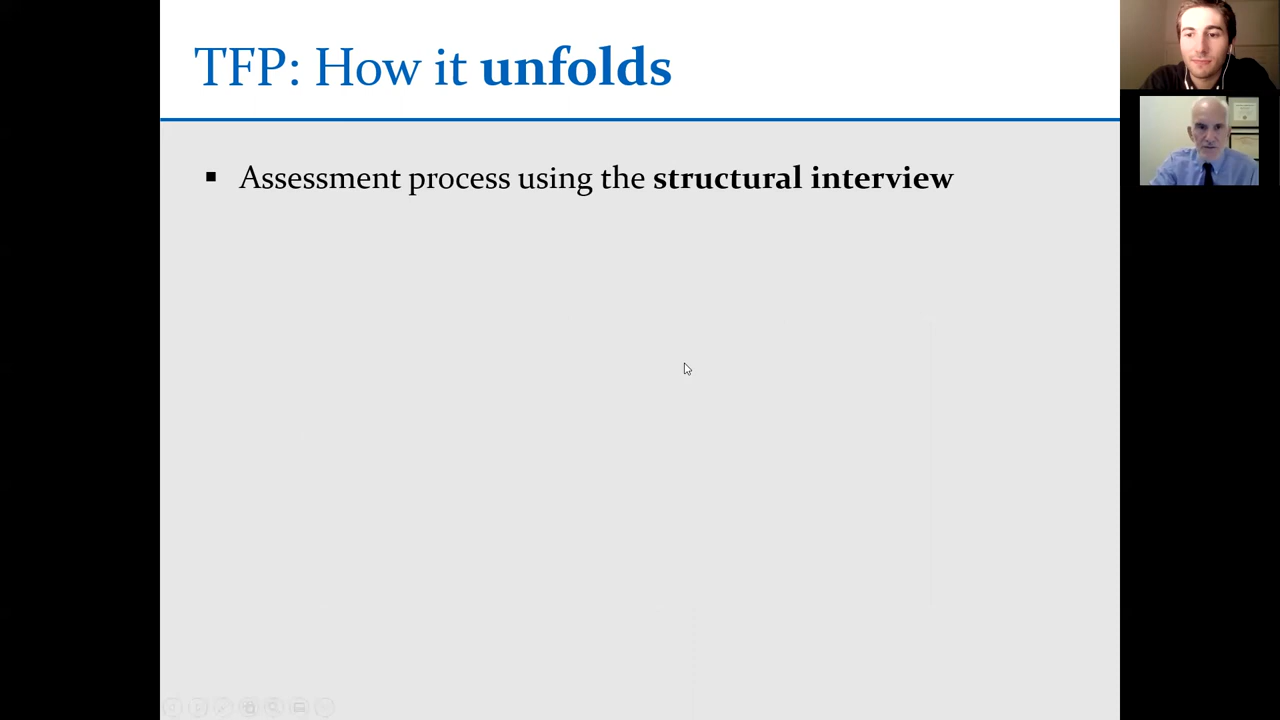 TFP: How it unfolds
▪ Assessment process using the structural interview